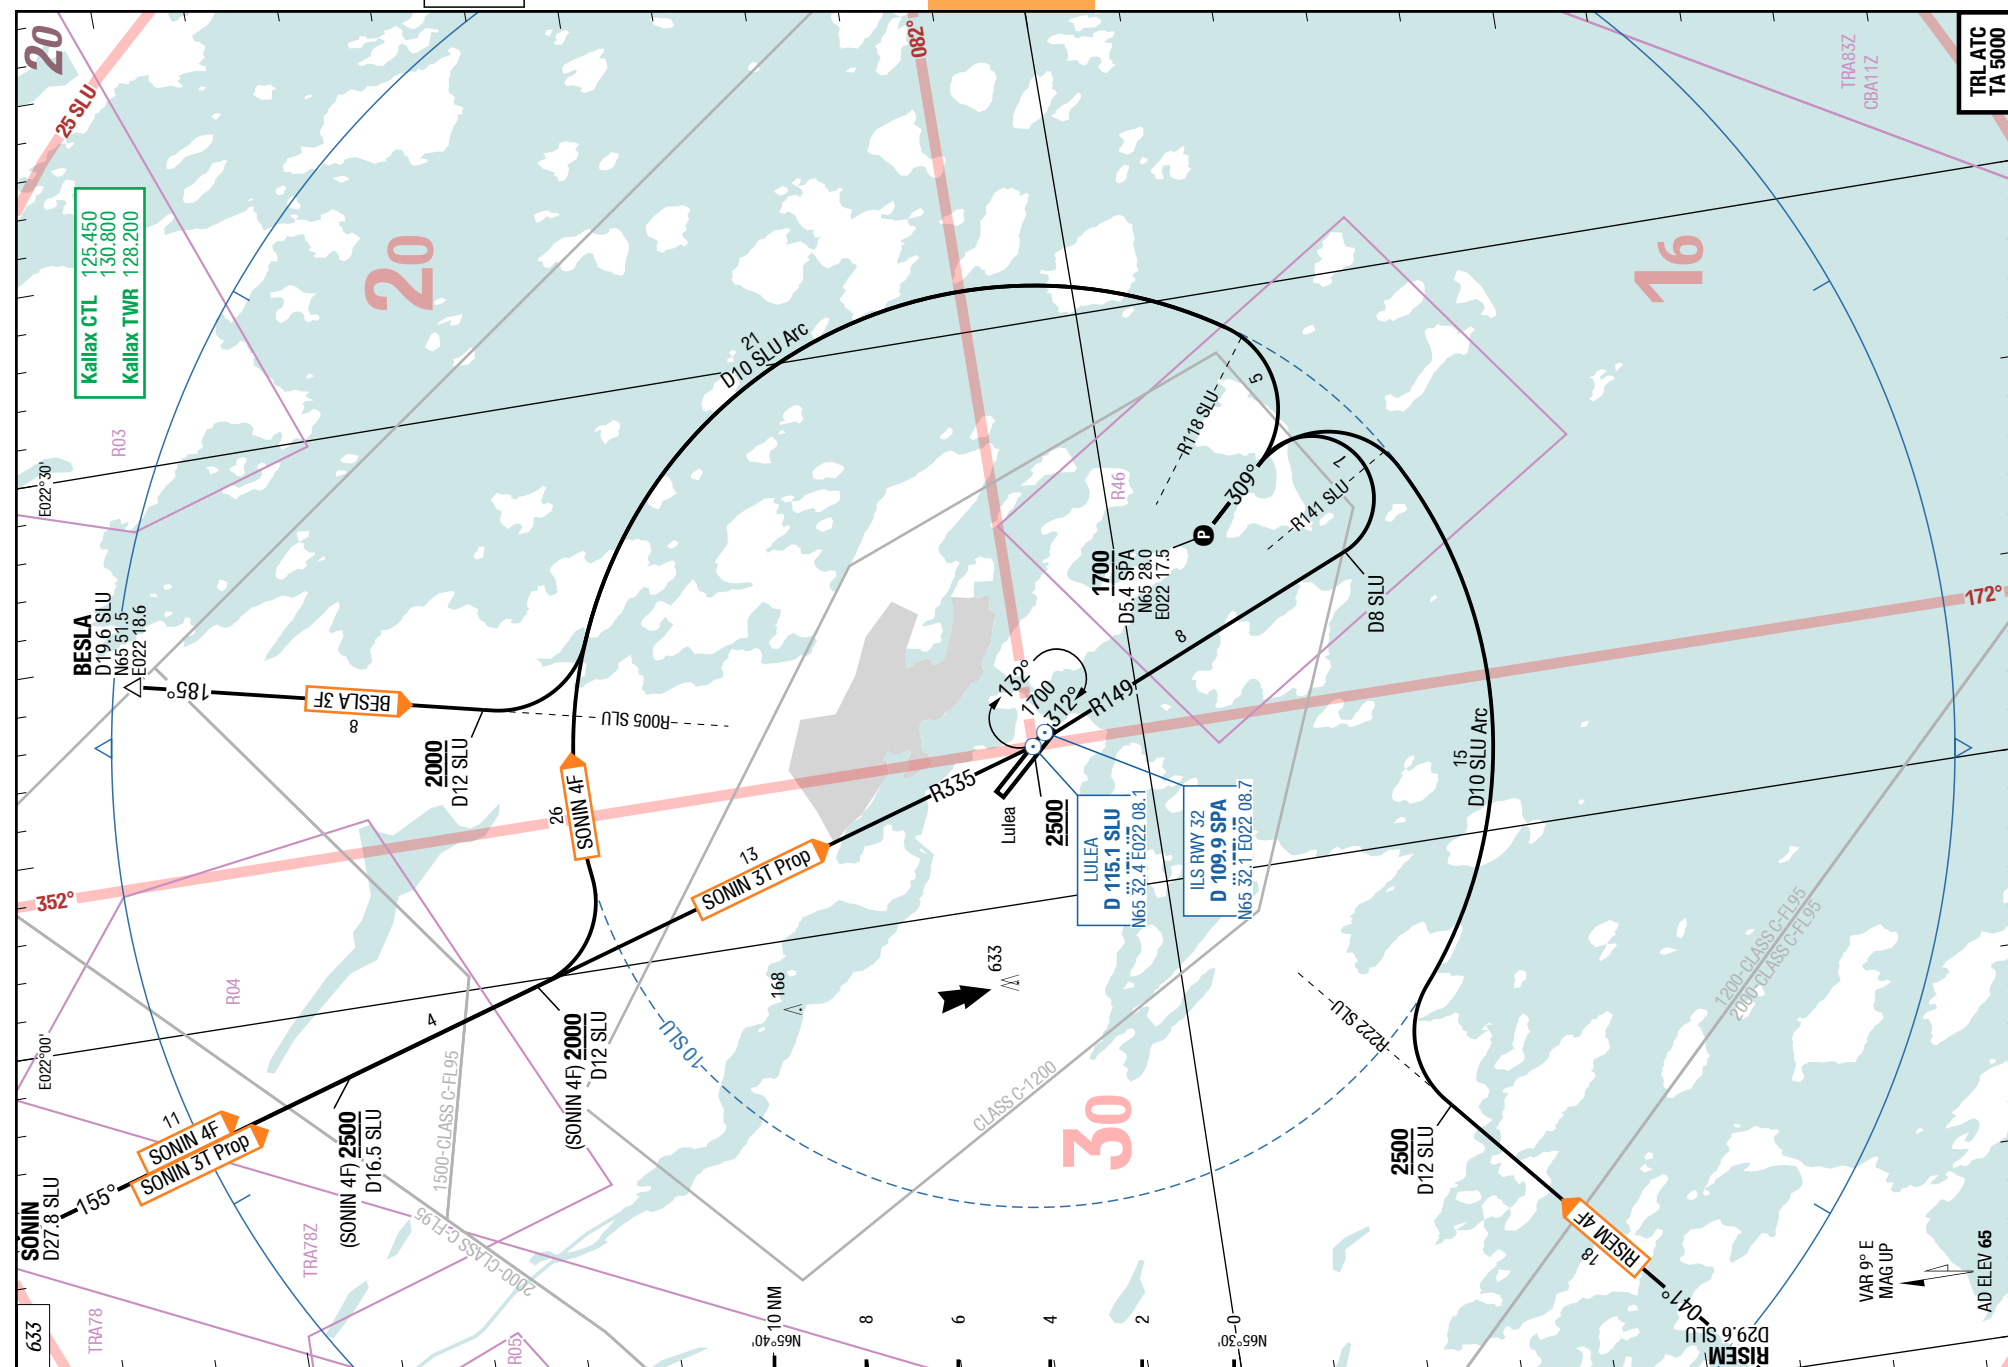 20
25 SLU
082°
TRA83Z
CBA11Z
TRL ATC
TA 5000
Kallax CTL 125.450
130.800
Kallax TWR 128.200
R03
20
16
E022°30'
BESLA
D19.6 SLU
N65 51.5
E022 18.6
185°
BESLA 3F
8
R005 SLU
2000
D12 SLU
21
D10 SLU Arc
R118 SLU
5
R46
309°
7
R141 SLU
P
1700
D5.4 SPA
N65 28.0
E022 17.5
D8 SLU
172°
352°
26
SONIN 4F
13
SONIN 3T Prop
R335
132°
1700
312°
R149
8
Lulea
2500
LULEA
D 115.1 SLU
N65 32.4 E022 08.1
ILS RWY 32
D 109.9 SPA
N65 32.1 E022 08.7
15
D10 SLU Arc
R04
E022°00'
4
168
633
10 SLU
R222 SLU
1200-CLASS C-FL95
2000-CLASS C-FL95
(SONIN 4F) 2000
D12 SLU
1500-CLASS C-FL95
CLASS C-1200
30
11
SONIN 4F
SONIN 3T Prop
155°
SONIN
D27.8 SLU
(SONIN 4F) 2500
D16.5 SLU
2000-CLASS C-FL95
TRA78Z
TRA78
R05
633
2500
D12 SLU
RISEM 4F
18
041°
D29.6 SLU
RISEM
10 NM
8
6
4
2
0
N65°40'
N65°30'
VAR 9° E
MAG UP
AD ELEV 65